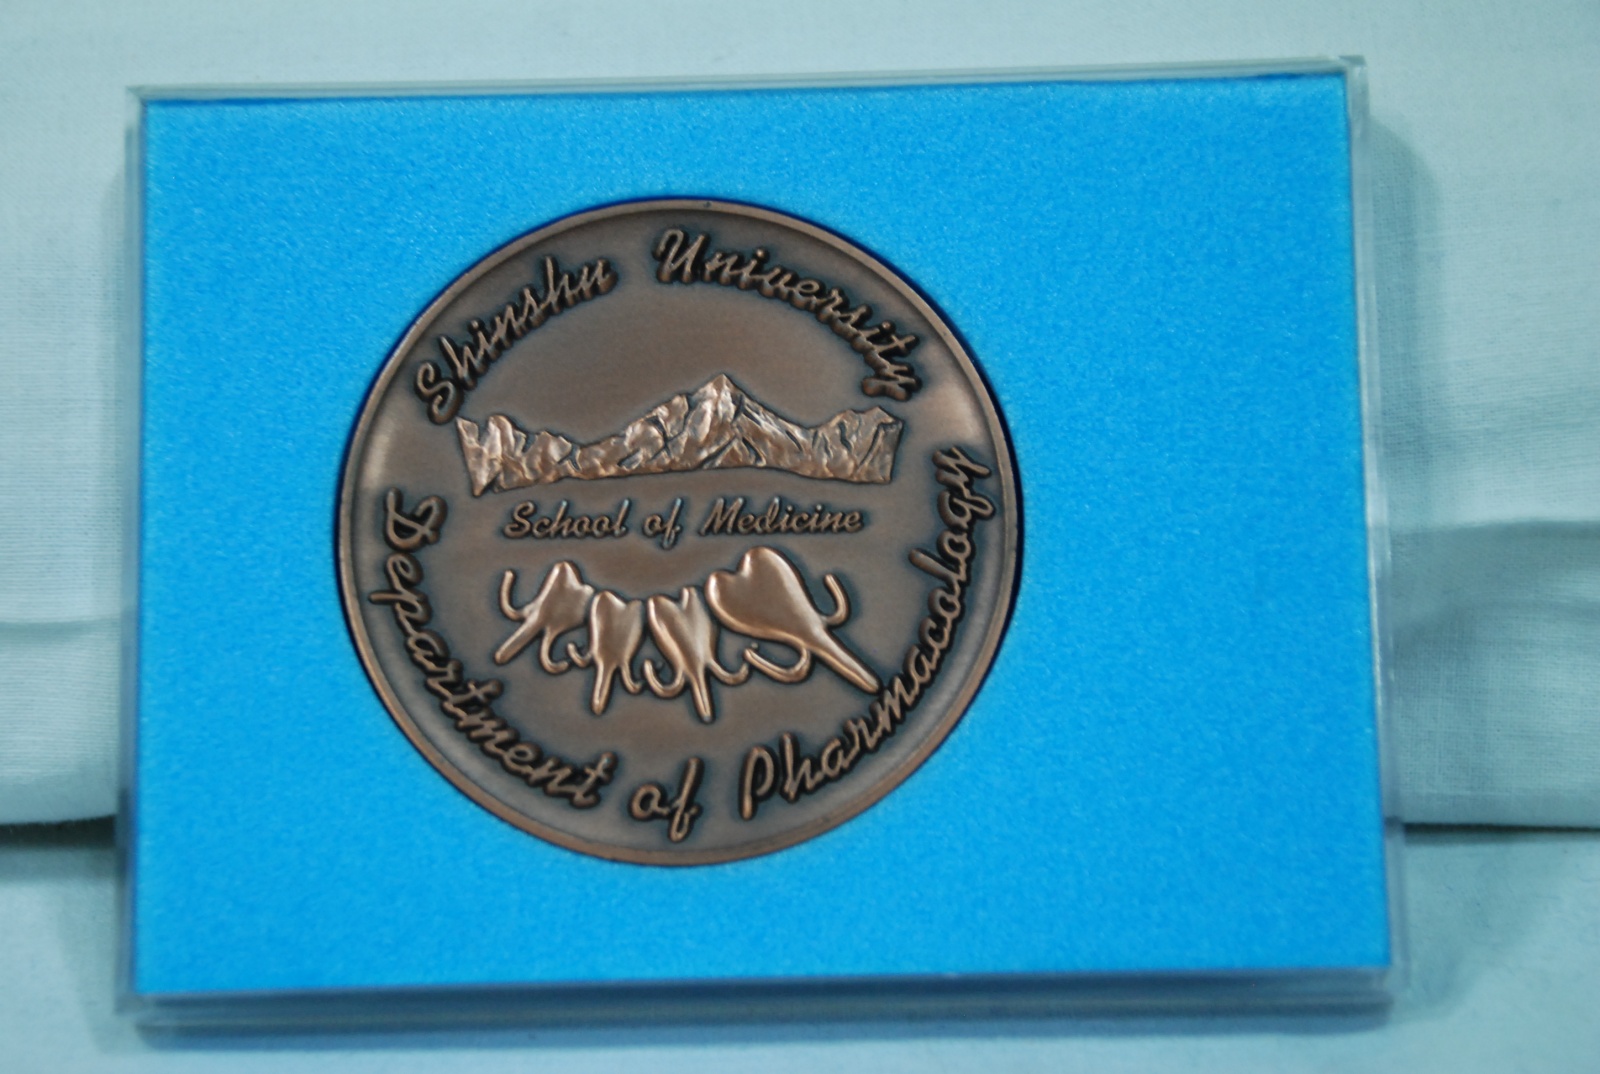 Shinshu University
School of Medicine
Department of Pharmacology